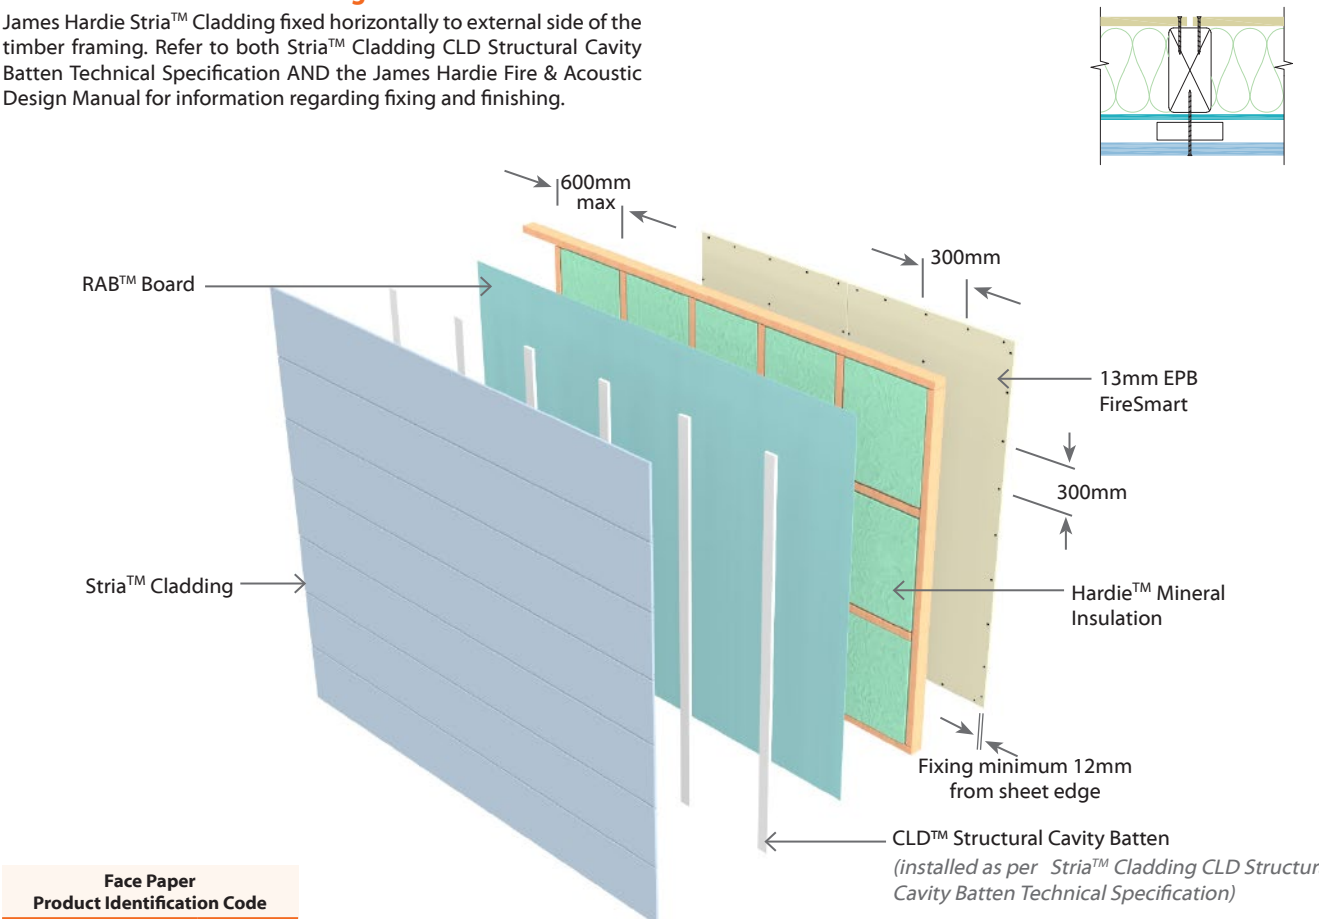 James Hardie Stria™ Cladding fixed horizontally to external side of the
timber framing. Refer to both Stria™ Cladding CLD Structural Cavity
Batten Technical Specification AND the James Hardie Fire & Acoustic
Design Manual for information regarding fixing and finishing.
600mm
max
300mm
RAB™ Board
13mm EPB
FireSmart
300mm
Stria™ Cladding
Hardie™ Mineral
Insulation
Fixing minimum 12mm
from sheet edge
CLD™ Structural Cavity Batten
(installed as per Stria™ Cladding CLD Structur
Cavity Batten Technical Specification)
Face Paper
Product Identification Code